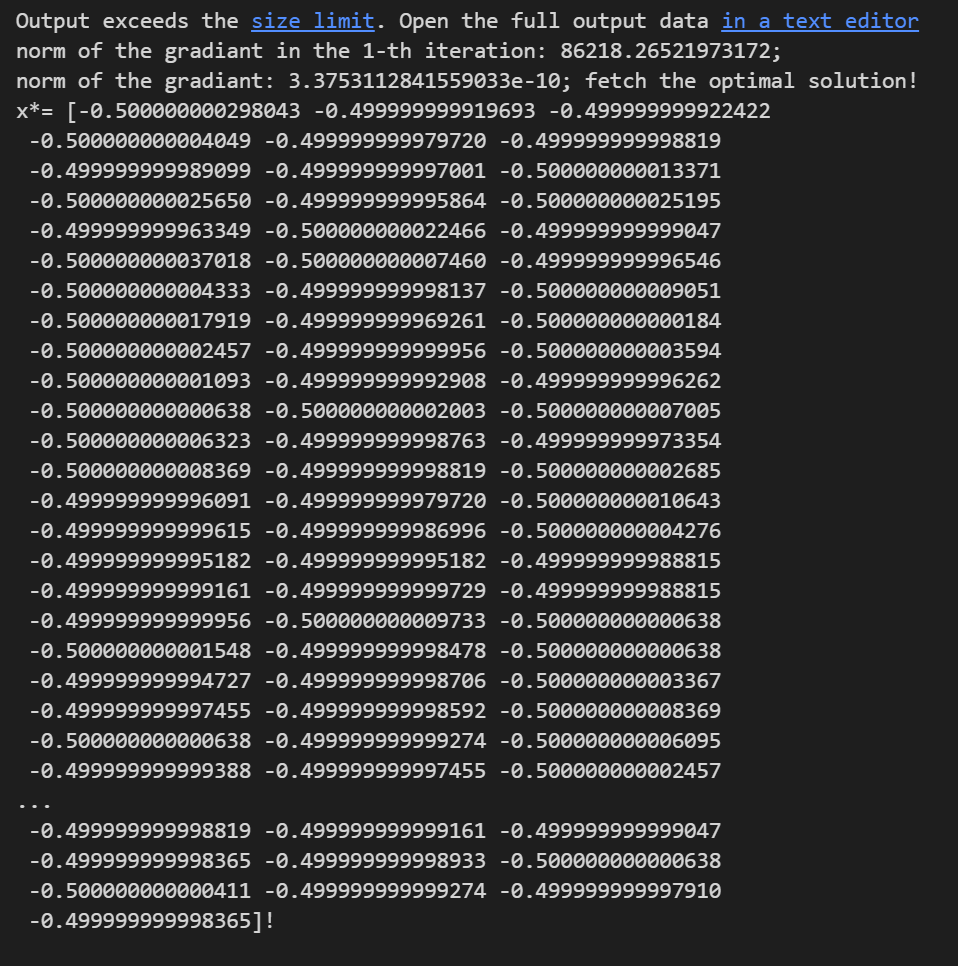 Output exceeds the size limit. Open the full output data in a text editor
norm of the gradiant in the 1-th iteration: 86218.26521973172;
norm of the gradiant: 3.3753112841559033e-10; fetch the optimal solution!
x*= [-0.500000000298043 -0.499999999919693 -0.499999999922422
 -0.500000000004049 -0.499999999979720 -0.499999999998819
 -0.499999999989099 -0.499999999997001 -0.500000000013371
 -0.500000000025650 -0.499999999995864 -0.500000000025195
 -0.499999999963349 -0.500000000022466 -0.499999999999047
 -0.500000000037018 -0.500000000007460 -0.499999999996546
 -0.500000000004333 -0.499999999998137 -0.500000000009051
 -0.500000000017919 -0.499999999969261 -0.500000000000184
 -0.500000000002457 -0.499999999999956 -0.500000000003594
 -0.500000000001093 -0.499999999992908 -0.499999999996262
 -0.500000000000638 -0.500000000002003 -0.500000000007005
 -0.500000000006323 -0.499999999998763 -0.499999999973354
 -0.500000000008369 -0.499999999998819 -0.500000000002685
 -0.499999999996091 -0.499999999979720 -0.500000000010643
 -0.499999999999615 -0.499999999986996 -0.500000000004276
 -0.499999999995182 -0.499999999995182 -0.499999999988815
 -0.499999999999161 -0.499999999999729 -0.499999999988815
 -0.499999999999956 -0.500000000009733 -0.500000000000638
 -0.500000000001548 -0.499999999998478 -0.500000000000638
 -0.499999999994727 -0.499999999998706 -0.500000000003367
 -0.499999999997455 -0.499999999998592 -0.500000000008369
 -0.500000000000638 -0.499999999999274 -0.500000000006095
 -0.499999999999388 -0.499999999997455 -0.500000000002457
...
 -0.499999999998819 -0.499999999999161 -0.499999999999047
 -0.499999999998365 -0.499999999998933 -0.500000000000638
 -0.500000000000411 -0.499999999999274 -0.499999999997910
 -0.499999999998365]!